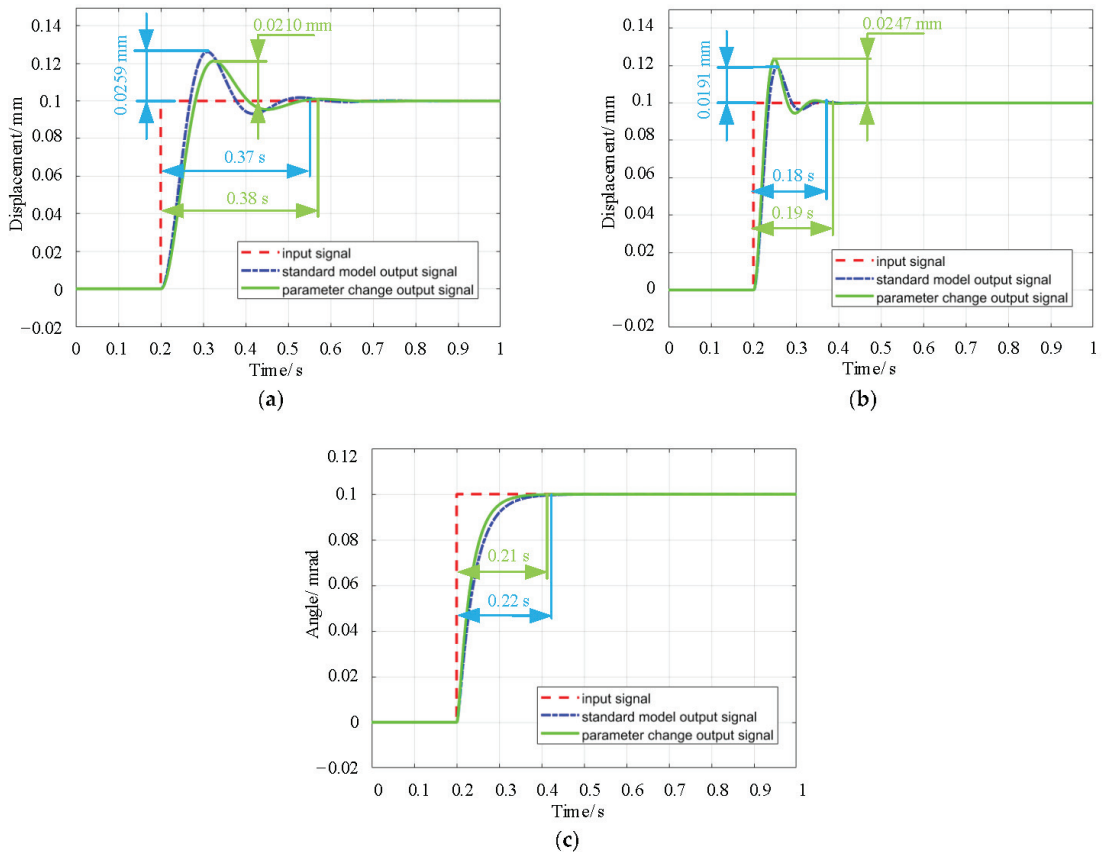 0.0210 mm
0.0259 mm
0.14
0.12
0.1
0.08
0.06
0.04
0.02
0
−0.02
Displacement/ mm
0.37 s
0.38 s
input signal
standard model output signal
parameter change output signal
0 0.1 0.2 0.3 0.4 0.5 0.6 0.7 0.8 0.9 1
Time/ s
(a)
0.0247 mm
0.0191 mm
0.14
0.12
0.1
0.08
0.06
0.04
0.02
0
−0.02
Displacement/ mm
0.18 s
0.19 s
input signal
standard model output signal
parameter change output signal
0 0.1 0.2 0.3 0.4 0.5 0.6 0.7 0.8 0.9 1
Time/ s
(b)
0.12
0.1
0.08
0.06
0.04
0.02
0
−0.02
Angle/ mrad
0.21 s
0.22 s
input signal
standard model output signal
parameter change output signal
0 0.1 0.2 0.3 0.4 0.5 0.6 0.7 0.8 0.9 1
Time/ s
(c)